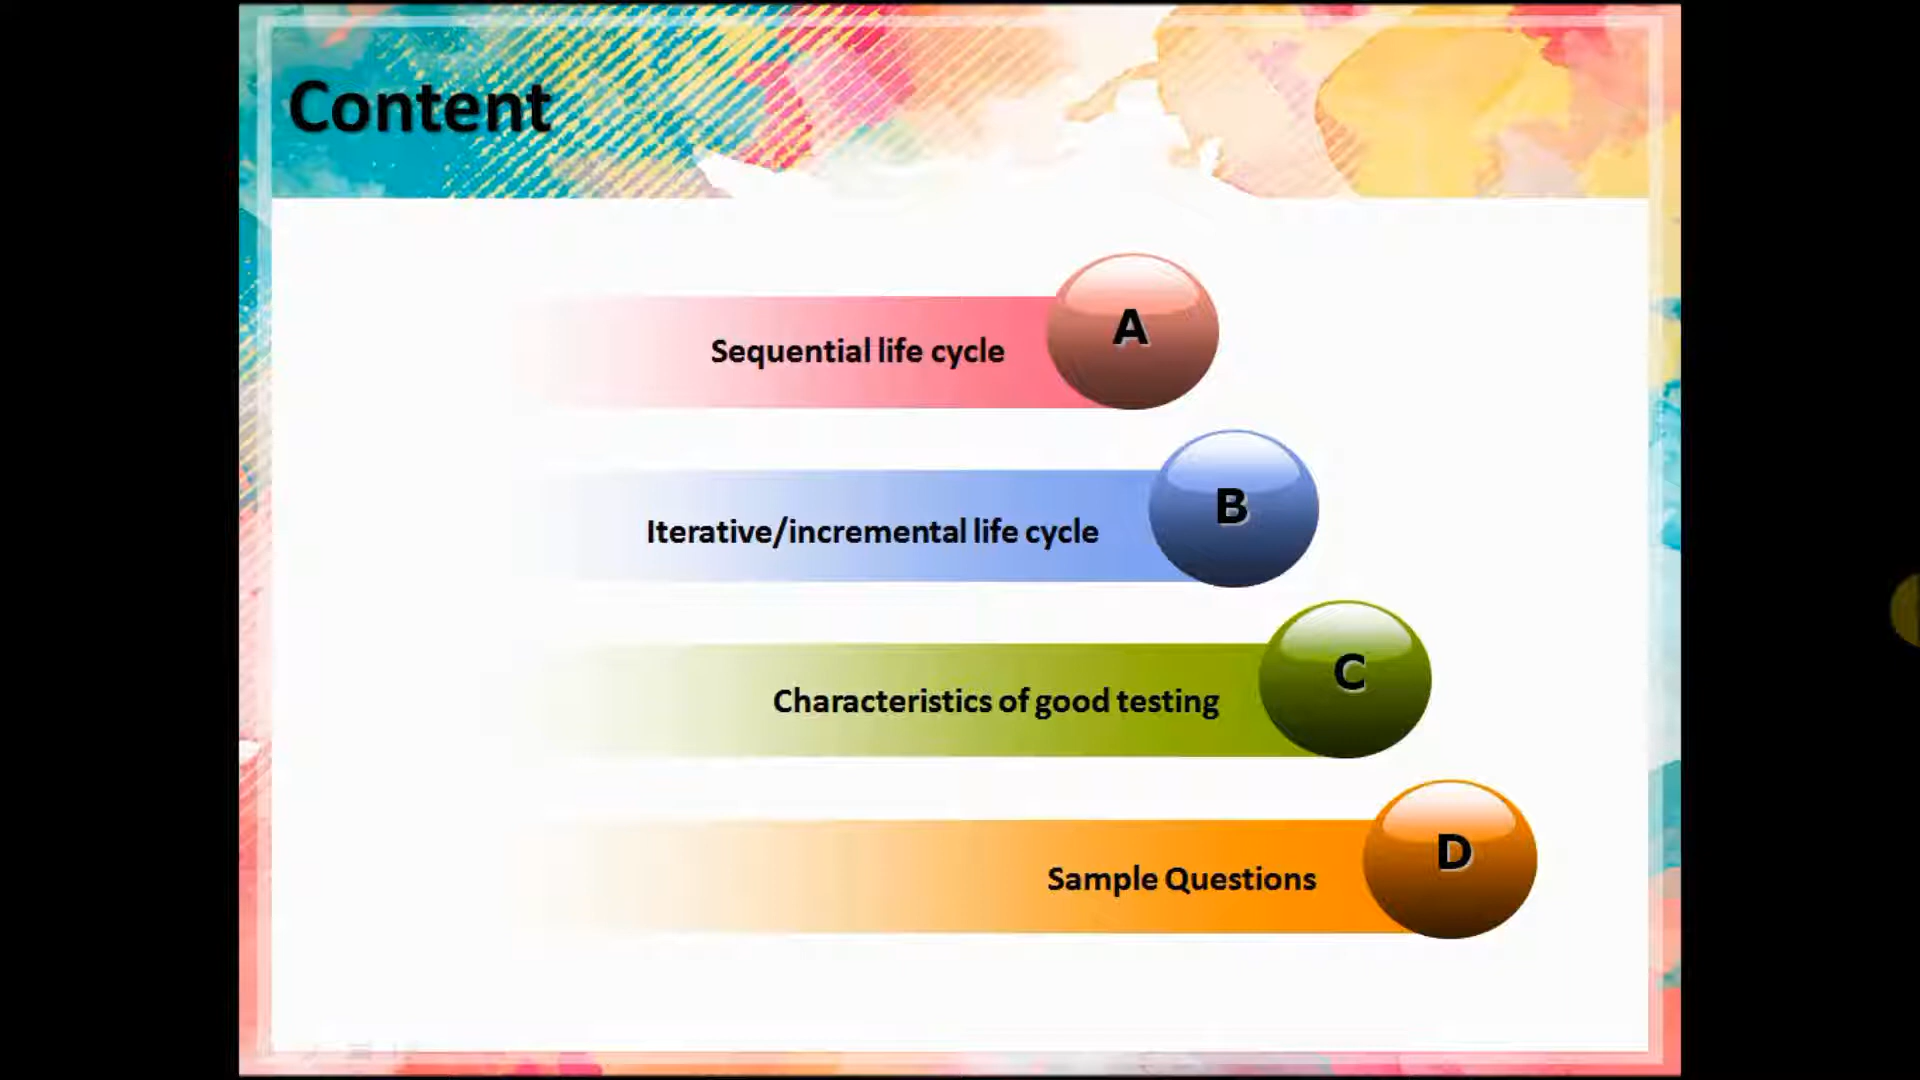 Content
Sequential life cycle
A
Iterative/incremental life cycle
B
Characteristics of good testing
C
Sample Questions
D